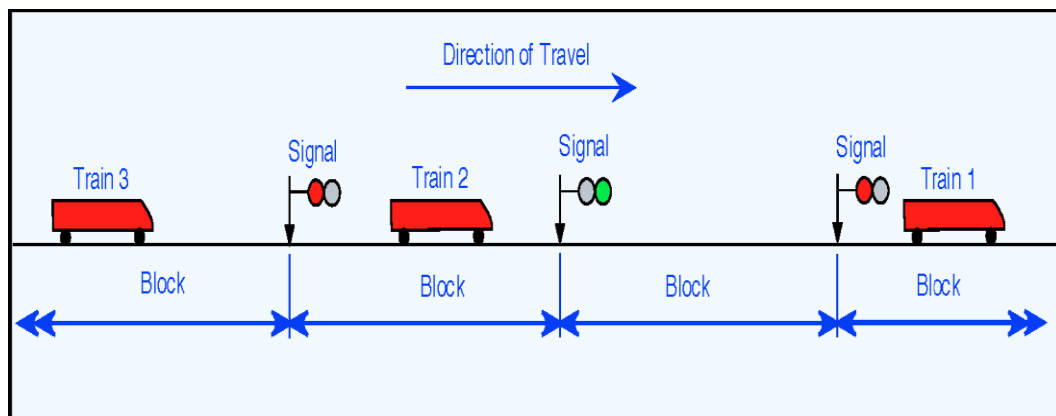 Direction of Travel
Signal
Signal
Signal
Train 3
Train 2
Train 1
Block
Block
Block
Block